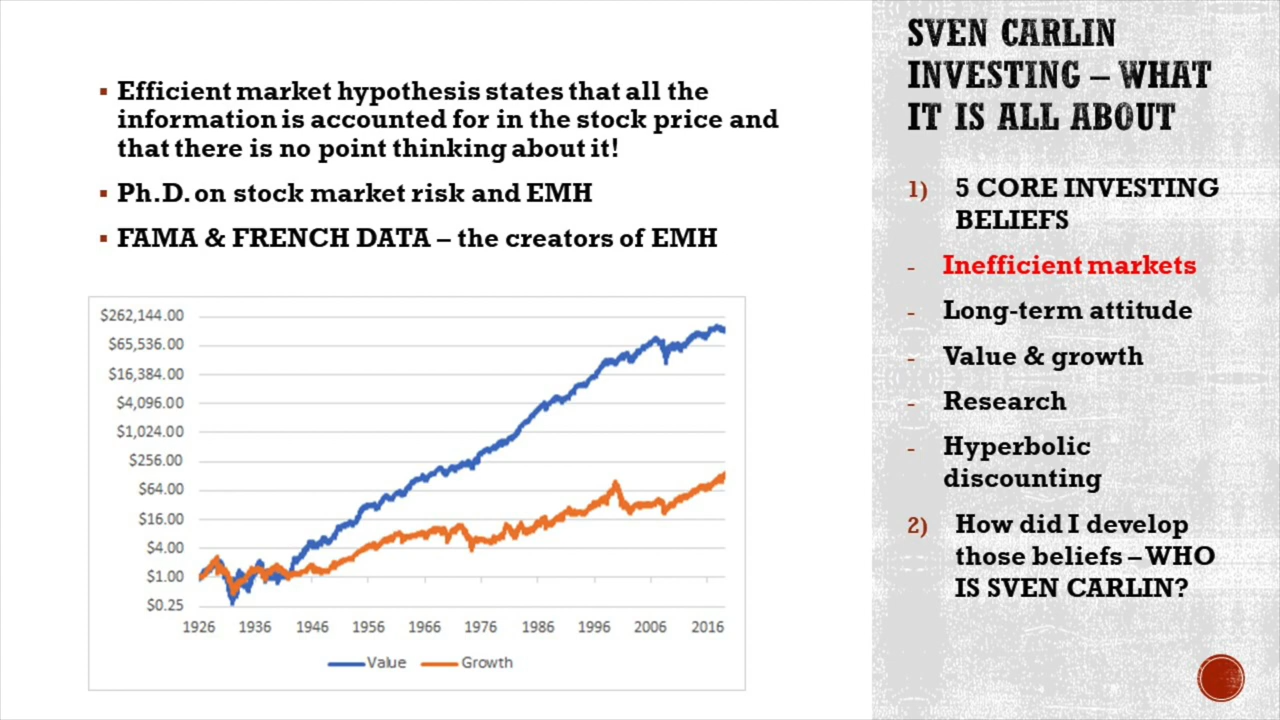 ▪ Efficient market hypothesis states that all the
information is accounted for in the stock price and
that there is no point thinking about it!
▪ Ph.D. on stock market risk and EMH
▪ FAMA & FRENCH DATA – the creators of EMH
$262,144.00
$65,536.00
$16,384.00
$4,096.00
$1,024.00
$256.00
$64.00
$16.00
$4.00
$1.00
$0.25
1926 1936 1946 1956 1966 1976 1986 1996 2006 2016
Value Growth
SVEN CARLIN
INVESTING – WHAT
IT IS ALL ABOUT
1) 5 CORE INVESTING
BELIEFS
- Inefficient markets
- Long-term attitude
- Value & growth
- Research
- Hyperbolic
discounting
2) How did I develop
those beliefs – WHO
IS SVEN CARLIN?